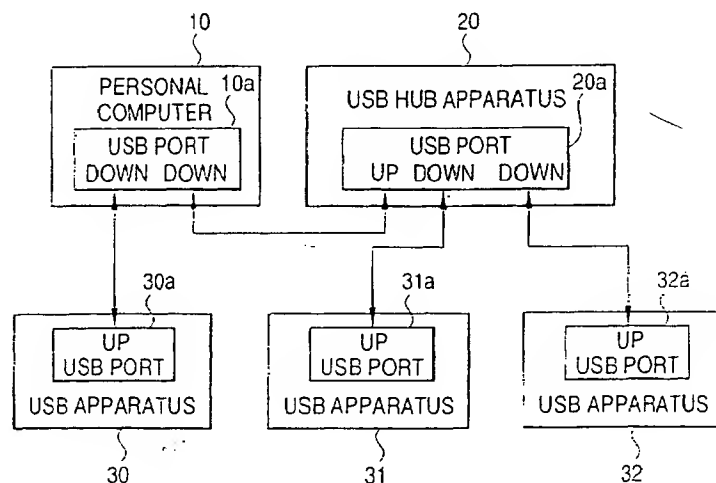 10
20
PERSONAL
COMPUTER
10a
USB PORT
DOWN DOWN
USB HUB APPARATUS
20a
USB PORT
UP DOWN DOWN
30a
UP
USB PORT
USB APPARATUS
30
31a
UP
USB PORT
USB APPARATUS
31
32a
UP
USB PORT
USB APPARATUS
32